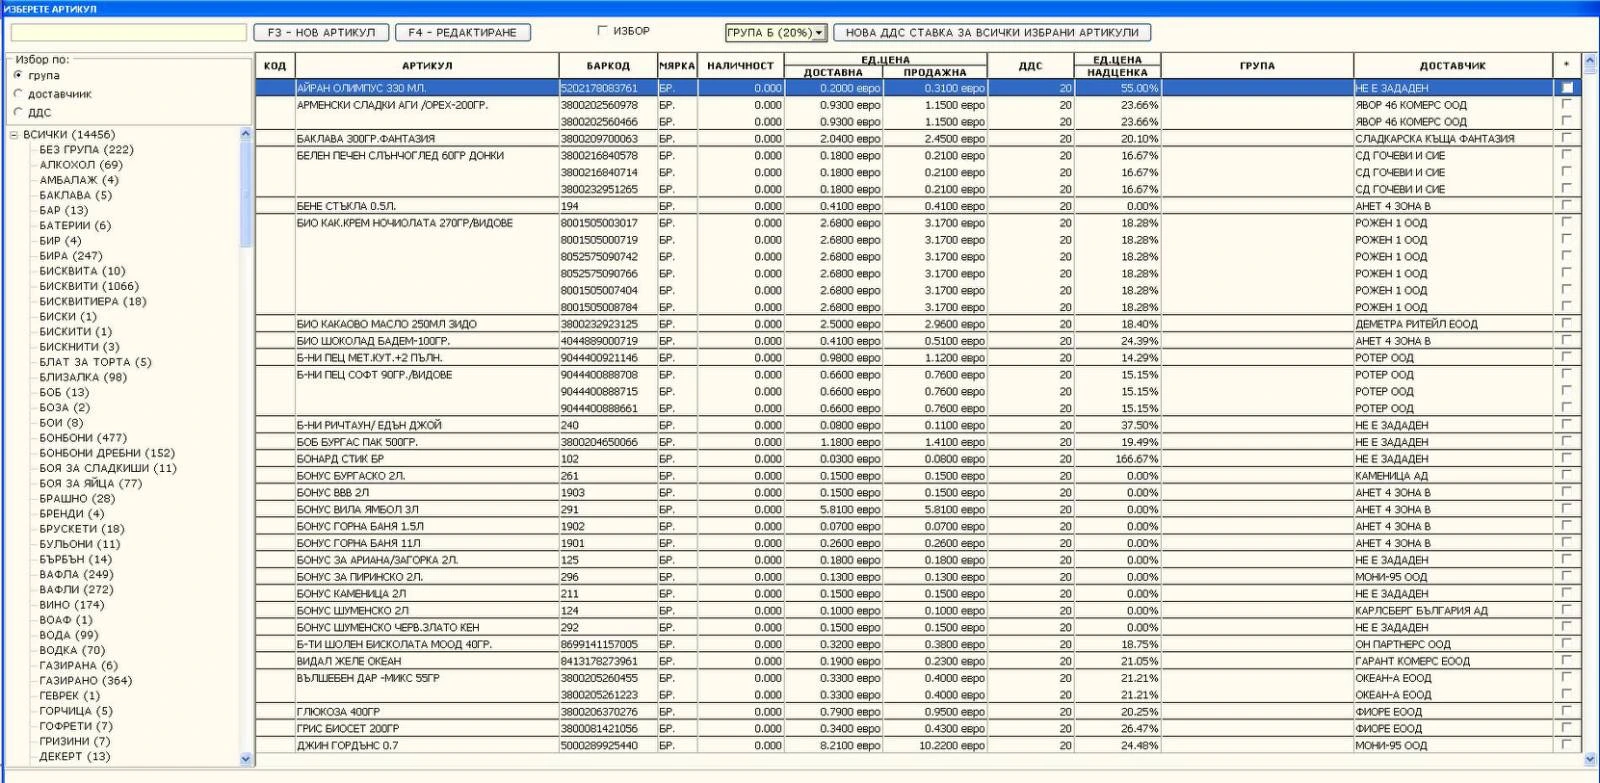 ИЗБЕРЕТЕ АРТИКУЛ
F3 - НОВ АРТИКУЛ F4 - РЕДАКТИРАНЕ ИЗБОР ГРУПА Б (20%) НОВА ДДС СТАВКА ЗА ВСИЧКИ ИЗБРАНИ АРТИКУЛИ
Избор по:
група
доставчиик
ДДС
ВСИЧКИ (14456)
БЕЗ ГРУПА (222)
АЛКОХОЛ (69)
АМБАЛАЖ (4)
БАКЛАВА (5)
БАР (13)
БАТЕРИИ (6)
БИР (4)
БИРА (247)
БИСКВИТА (10)
БИСКВИТИ (1066)
БИСКВИТИЕРА (18)
БИСКИ (1)
БИСКИТИ (1)
БИСКНИТИ (3)
БЛАТ ЗА ТОРТА (5)
БЛИЗАЛКА (98)
БОБ (13)
БОЗА (2)
БОИ (8)
БОНБОНИ (477)
БОНБОНИ ДРЕБНИ (152)
БОЯ ЗА СЛАДКИШИ (11)
БОЯ ЗА ЯЙЦА (77)
БРАШНО (28)
БРЕНДИ (4)
БРУСКЕТИ (18)
БУЛЬОНИ (11)
БЪРБЪН (14)
ВАФЛА (249)
ВАФЛИ (272)
ВИНО (174)
ВОАФ (1)
ВОДА (99)
ВОДКА (70)
ГАЗИРАНА (6)
ГАЗИРАНО (364)
ГЕВРЕК (1)
ГОРЧИЦА (5)
ГОФРЕТИ (7)
ГРИЗИНИ (7)
ДЕКЕРТ (13)
КОД АРТИКУЛ БАРКОД МЯРКА НАЛИЧНОСТ ЕД.ЦЕНА ДОСТАВНА ПРОДАЖНА ДДС ЕД.ЦЕНА НАДЦЕНКА ГРУПА ДОСТАВЧИК *
АЙРАН ОЛИМПУС 330 МЛ. 5202178083761 БР. 0.000 0.2000 евро 0.3100 евро 20 55.00% НЕ Е ЗАДАДЕН
АРМЕНСКИ СЛАДКИ АГИ /ОРЕХ-200ГР. 3800202560978 БР. 0.000 0.9300 евро 1.1500 евро 20 23.66% ЯВОР 46 КОМЕРС ООД
3800202560466 БР. 0.000 0.9300 евро 1.1500 евро 20 23.66% ЯВОР 46 КОМЕРС ООД
БАКЛАВА 300ГР.ФАНТАЗИЯ 3800209700063 БР. 0.000 2.0400 евро 2.4500 евро 20 20.10% СЛАДКАРСКА КЪЩА ФАНТАЗИЯ
БЕЛЕН ПЕЧЕН СЛЪНЧОГЛЕД 60ГР ДОНКИ 3800216840578 БР. 0.000 0.1800 евро 0.2100 евро 20 16.67% СД ГОЧЕВИ И СИЕ
3800216840714 БР. 0.000 0.1800 евро 0.2100 евро 20 16.67% СД ГОЧЕВИ И СИЕ
3800232951265 БР. 0.000 0.1800 евро 0.2100 евро 20 16.67% СД ГОЧЕВИ И СИЕ
БЕНЕ СТЪКЛА 0.5Л. 194 БР. 0.000 0.4100 евро 0.4100 евро 20 0.00% АНЕТ 4 ЗОНА В
БИО КАК.КРЕМ НОЧИОЛАТА 270ГР/ВИДОВЕ 8001505003017 БР. 0.000 2.6800 евро 3.1700 евро 20 18.28% РОЖЕН 1 ООД
8001505000719 БР. 0.000 2.6800 евро 3.1700 евро 20 18.28% РОЖЕН 1 ООД
8052575090742 БР. 0.000 2.6800 евро 3.1700 евро 20 18.28% РОЖЕН 1 ООД
8052575090766 БР. 0.000 2.6800 евро 3.1700 евро 20 18.28% РОЖЕН 1 ООД
8001505007404 БР. 0.000 2.6800 евро 3.1700 евро 20 18.28% РОЖЕН 1 ООД
8001505008784 БР. 0.000 2.6800 евро 3.1700 евро 20 18.28% РОЖЕН 1 ООД
БИО КАКАОВО МАСЛО 250МЛ ЗИДО 3800232923125 БР. 0.000 2.5000 евро 2.9600 евро 20 18.40% ДЕМЕТРА РИТЕЙЛ ЕООД
БИО ШОКОЛАД БАДЕМ-100ГР. 4044889000719 БР. 0.000 0.4100 евро 0.5100 евро 20 24.39% АНЕТ 4 ЗОНА В
Б-НИ ПЕЦ МЕТ.КУТ.+2 ПЪЛН. 9044400921146 БР. 0.000 0.9800 евро 1.1200 евро 20 14.29% РОТЕР ООД
Б-НИ ПЕЦ СОФТ 90ГР./ВИДОВЕ 9044400888708 БР. 0.000 0.6600 евро 0.7600 евро 20 15.15% РОТЕР ООД
9044400888715 БР. 0.000 0.6600 евро 0.7600 евро 20 15.15% РОТЕР ООД
9044400888661 БР. 0.000 0.6600 евро 0.7600 евро 20 15.15% РОТЕР ООД
Б-НИ РИЧТАУН/ ЕДЪН ДЖОЙ 240 БР. 0.000 0.0800 евро 0.1100 евро 20 37.50% НЕ Е ЗАДАДЕН
БОБ БУРГАС ПАК 500ГР. 3800204650066 БР. 0.000 1.1800 евро 1.4100 евро 20 19.49% НЕ Е ЗАДАДЕН
БОНАРД СТИК БР 102 БР. 0.000 0.0300 евро 0.0800 евро 20 166.67% НЕ Е ЗАДАДЕН
БОНУС БУРГАСКО 2Л. 261 БР. 0.000 0.1500 евро 0.1500 евро 20 0.00% КАМЕНИЦА АД
БОНУС ВВВ 2Л 1903 БР. 0.000 0.1500 евро 0.1500 евро 20 0.00% АНЕТ 4 ЗОНА В
БОНУС ВИЛА ЯМБОЛ 3Л 291 БР. 0.000 5.8100 евро 5.8100 евро 20 0.00% АНЕТ 4 ЗОНА В
БОНУС ГОРНА БАНЯ 1.5Л 1902 БР. 0.000 0.0700 евро 0.0700 евро 20 0.00% АНЕТ 4 ЗОНА В
БОНУС ГОРНА БАНЯ 11Л 1901 БР. 0.000 0.2600 евро 0.2600 евро 20 0.00% АНЕТ 4 ЗОНА В
БОНУС ЗА АРИАНА/ЗАГОРКА 2Л. 125 БР. 0.000 0.1800 евро 0.1800 евро 20 0.00% НЕ Е ЗАДАДЕН
БОНУС ЗА ПИРИНСКО 2Л. 296 БР. 0.000 0.1300 евро 0.1300 евро 20 0.00% МОНИ-95 ООД
БОНУС КАМЕНИЦА 2Л 211 БР. 0.000 0.1500 евро 0.1500 евро 20 0.00% НЕ Е ЗАДАДЕН
БОНУС ШУМЕНСКО 2Л 124 БР. 0.000 0.1000 евро 0.1000 евро 20 0.00% КАРЛСБЕРГ БЪЛГАРИЯ АД
БОНУС ШУМЕНСКО ЧЕРВ.ЗЛАТО КЕН 292 БР. 0.000 0.1500 евро 0.1500 евро 20 0.00% НЕ Е ЗАДАДЕН
Б-ТИ ШОЛЕН БИСКОЛАТА МООД 40ГР. 8699141157005 БР. 0.000 0.3200 евро 0.3800 евро 20 18.75% ОН ПАРТНЕРС ООД
ВИДАЛ ЖЕЛЕ ОКЕАН 8413178273961 БР. 0.000 0.1900 евро 0.2300 евро 20 21.05% ГАРАНТ КОМЕРС ЕООД
ВЪЛШЕБЕН ДАР -МИКС 55ГР 3800205260455 БР. 0.000 0.3300 евро 0.4000 евро 20 21.21% ОКЕАН-А ЕООД
3800205261223 БР. 0.000 0.3300 евро 0.4000 евро 20 21.21% ОКЕАН-А ЕООД
ГЛЮКОЗА 400ГР 3800206370276 БР. 0.000 0.7900 евро 0.9500 евро 20 20.25% ФИОРЕ ЕООД
ГРИС БИОСЕТ 200ГР 3800081421056 БР. 0.000 0.3400 евро 0.4300 евро 20 26.47% ФИОРЕ ЕООД
ДЖИН ГОРДЪНС 0.7 5000289925440 БР. 0.000 8.2100 евро 10.2200 евро 20 24.48% МОНИ-95 ООД